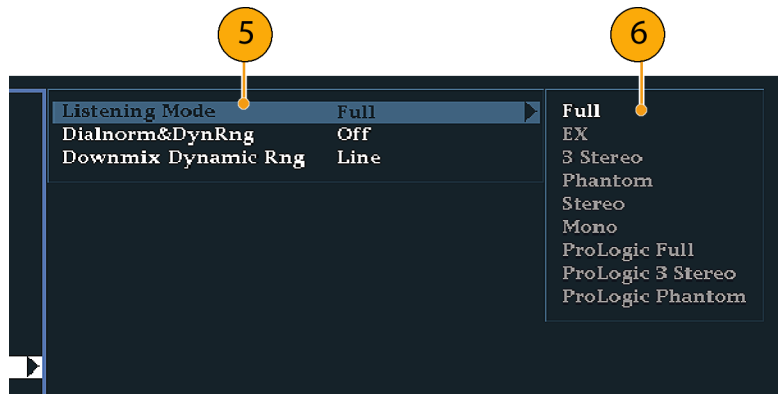 5
6
Listening Mode Full
Dialnorm&DynRng Off
Downmix Dynamic Rng Line
Full
EX
3 Stereo
Phantom
Stereo
Mono
ProLogic Full
ProLogic 3 Stereo
ProLogic Phantom